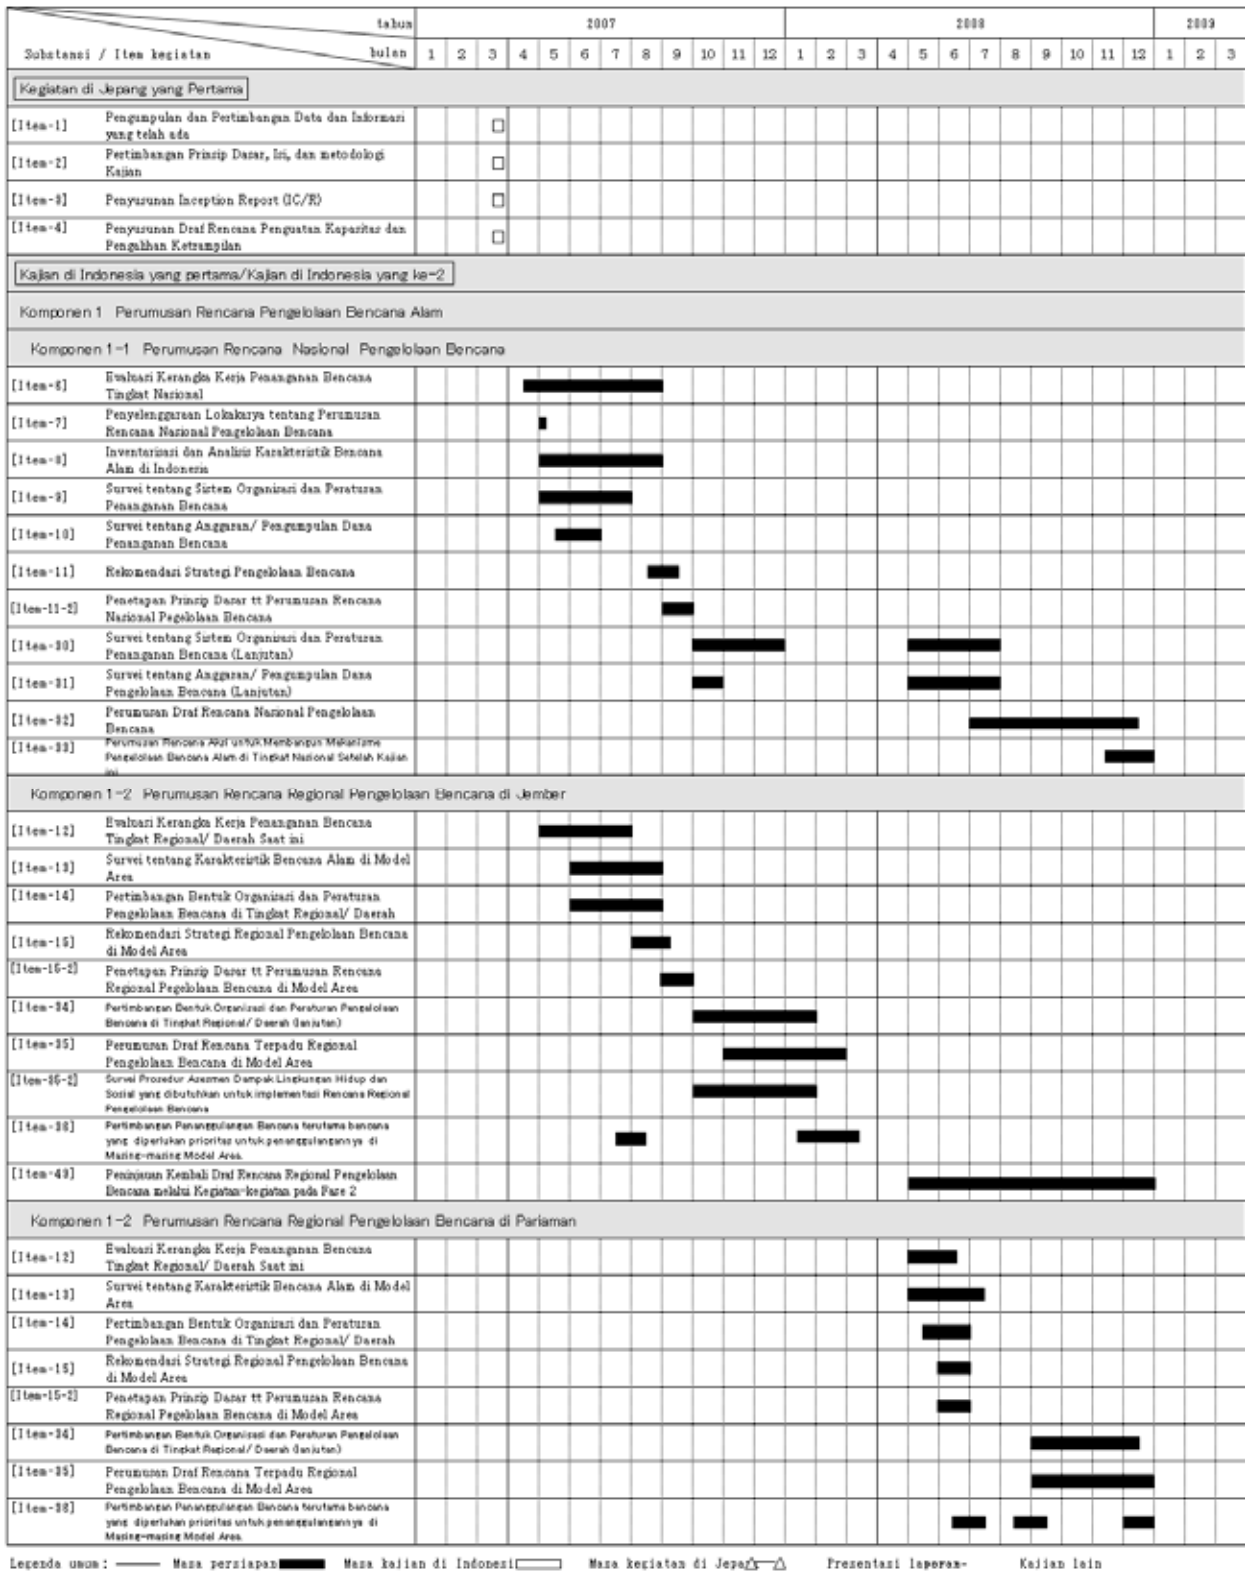 tahun 2007 2008 2009
Substansi / Item kegiatan bulan 1 2 3 4 5 6 7 8 9 10 11 12 1 2 3 4 5 6 7 8 9 10 11 12 1 2 3
Kegiatan di Jepang yang Pertama
[Item-1] Pengumpulan dan Pertimbangan Data dan Informasi
yang telah ada
[Item-2] Pertimbangan Prinsip Dasar, Isi, dan metodologi
Kajian
[Item-3] Penyusunan Inception Report (IC/R)
[Item-4] Penyusunan Draf Rencana Penguatan Kapasitas dan
Pengalihan Ketrampilan
Kajian di Indonesia yang pertama/Kajian di Indonesia yang ke-2
Komponen 1 Perumusan Rencana Pengelolaan Bencana Alam
Komponen 1-1 Perumusan Rencana Nasional Pengelolaan Bencana
[Item-6] Evaluasi Kerangka Kerja Penanganan Bencana
Tingkat Nasional
[Item-7] Penyelenggaraan Lokakarya tentang Perumusan
Rencana Nasional Pengelolaan Bencana
[Item-8] Inventarisasi dan Analisis Karakteristik Bencana
Alam di Indonesia
[Item-9] Survei tentang Sistem Organisasi dan Peraturan
Penanganan Bencana
[Item-10] Survei tentang Anggaran/ Pengumpulan Dana
Penanganan Bencana
[Item-11] Rekomendasi Strategi Pengelolaan Bencana
[Item-11-2] Penetapan Prinsip Dasar tt Perumusan Rencana
Nasional Pegelolaan Bencana
[Item-30] Survei tentang Sistem Organisasi dan Peraturan
Penanganan Bencana (Lanjutan)
[Item-31] Survei tentang Anggaran/ Pengumpulan Dana
Pengelolaan Bencana (Lanjutan)
[Item-32] Perumusan Draf Rencana Nasional Pengelolaan
Bencana
[Item-33] Perumusan Rencana Aksi untuk Membangun Mekanisme
Pengelolaan Bencana Alam di Tingkat Nasional Setelah Kajian
ini
Komponen 1-2 Perumusan Rencana Regional Pengelolaan Bencana di Jember
[Item-12] Evaluasi Kerangka Kerja Penanganan Bencana
Tingkat Regional/ Daerah Saat ini
[Item-13] Survei tentang Karakteristik Bencana Alam di Model
Area
[Item-14] Pertimbangan Bentuk Organisasi dan Peraturan
Pengelolaan Bencana di Tingkat Regional/ Daerah
[Item-15] Rekomendasi Strategi Regional Pengelolaan Bencana
di Model Area
[Item-15-2] Penetapan Prinsip Dasar tt Perumusan Rencana
Regional Pegelolaan Bencana di Model Area
[Item-34] Pertimbangan Bentuk Organisasi dan Peraturan Pengelolaan
Bencana di Tingkat Regional/ Daerah (lanjutan)
[Item-35] Perumusan Draf Rencana Terpadu Regional
Pengelolaan Bencana di Model Area
[Item-35-2] Survei Prosedur Asesmen Dampak Lingkungan Hidup dan
Sosial yang dibutuhkan untuk implementasi Rencana Regional
Pengelolaan Bencana
[Item-36] Pertimbangan Penanggulangan Bencana terutama bencana
yang diperlukan prioritas untuk penanggulangannya di
Masing-masing Model Area.
[Item-49] Peninjauan Kembali Draf Rencana Regional Pengelolaan
Bencana melalui Kegiatan-kegiatan pada Fase 2
Komponen 1-2 Perumusan Rencana Regional Pengelolaan Bencana di Pariaman
[Item-12] Evaluasi Kerangka Kerja Penanganan Bencana
Tingkat Regional/ Daerah Saat ini
[Item-13] Survei tentang Karakteristik Bencana Alam di Model
Area
[Item-14] Pertimbangan Bentuk Organisasi dan Peraturan
Pengelolaan Bencana di Tingkat Regional/ Daerah
[Item-15] Rekomendasi Strategi Regional Pengelolaan Bencana
di Model Area
[Item-15-2] Penetapan Prinsip Dasar tt Perumusan Rencana
Regional Pegelolaan Bencana di Model Area
[Item-34] Pertimbangan Bentuk Organisasi dan Peraturan Pengelolaan
Bencana di Tingkat Regional/ Daerah (lanjutan)
[Item-35] Perumusan Draf Rencana Terpadu Regional
Pengelolaan Bencana di Model Area
[Item-36] Pertimbangan Penanggulangan Bencana terutama bencana
yang diperlukan prioritas untuk penanggulangannya di
Masing-masing Model Area.
Legenda umum : Masa persiapan Masa kajian di Indonesi Masa kegiatan di Jepa Presentasi laporan- Kajian lain